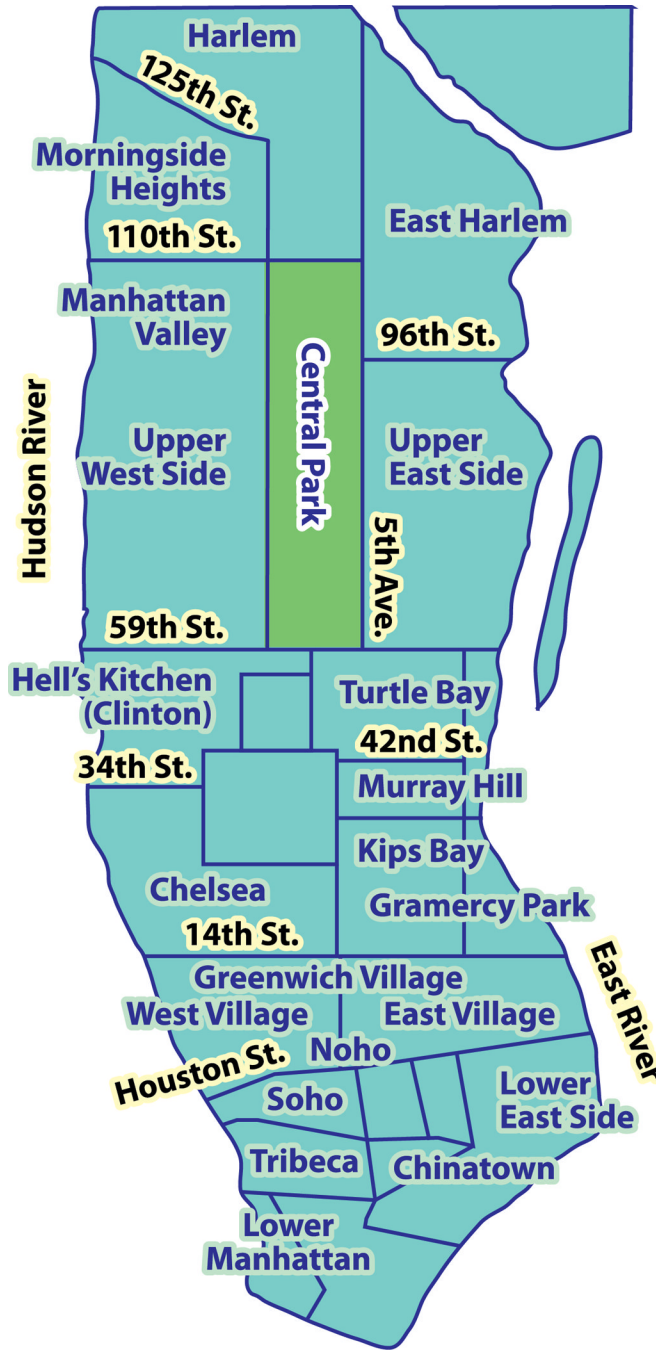 Harlem
125th St.
Morningside
Heights
East Harlem
110th St.
Manhattan
Valley
96th St.
Central Park
Hudson River
Upper
West Side
Upper
East Side
5th Ave.
59th St.
Hell's Kitchen
(Clinton)
Turtle Bay
42nd St.
34th St.
Murray Hill
Kips Bay
Chelsea
Gramercy Park
14th St.
Greenwich Village
West Village
East Village
East River
Houston St.
Noho
Soho
Lower
East Side
Tribeca
Chinatown
Lower
Manhattan